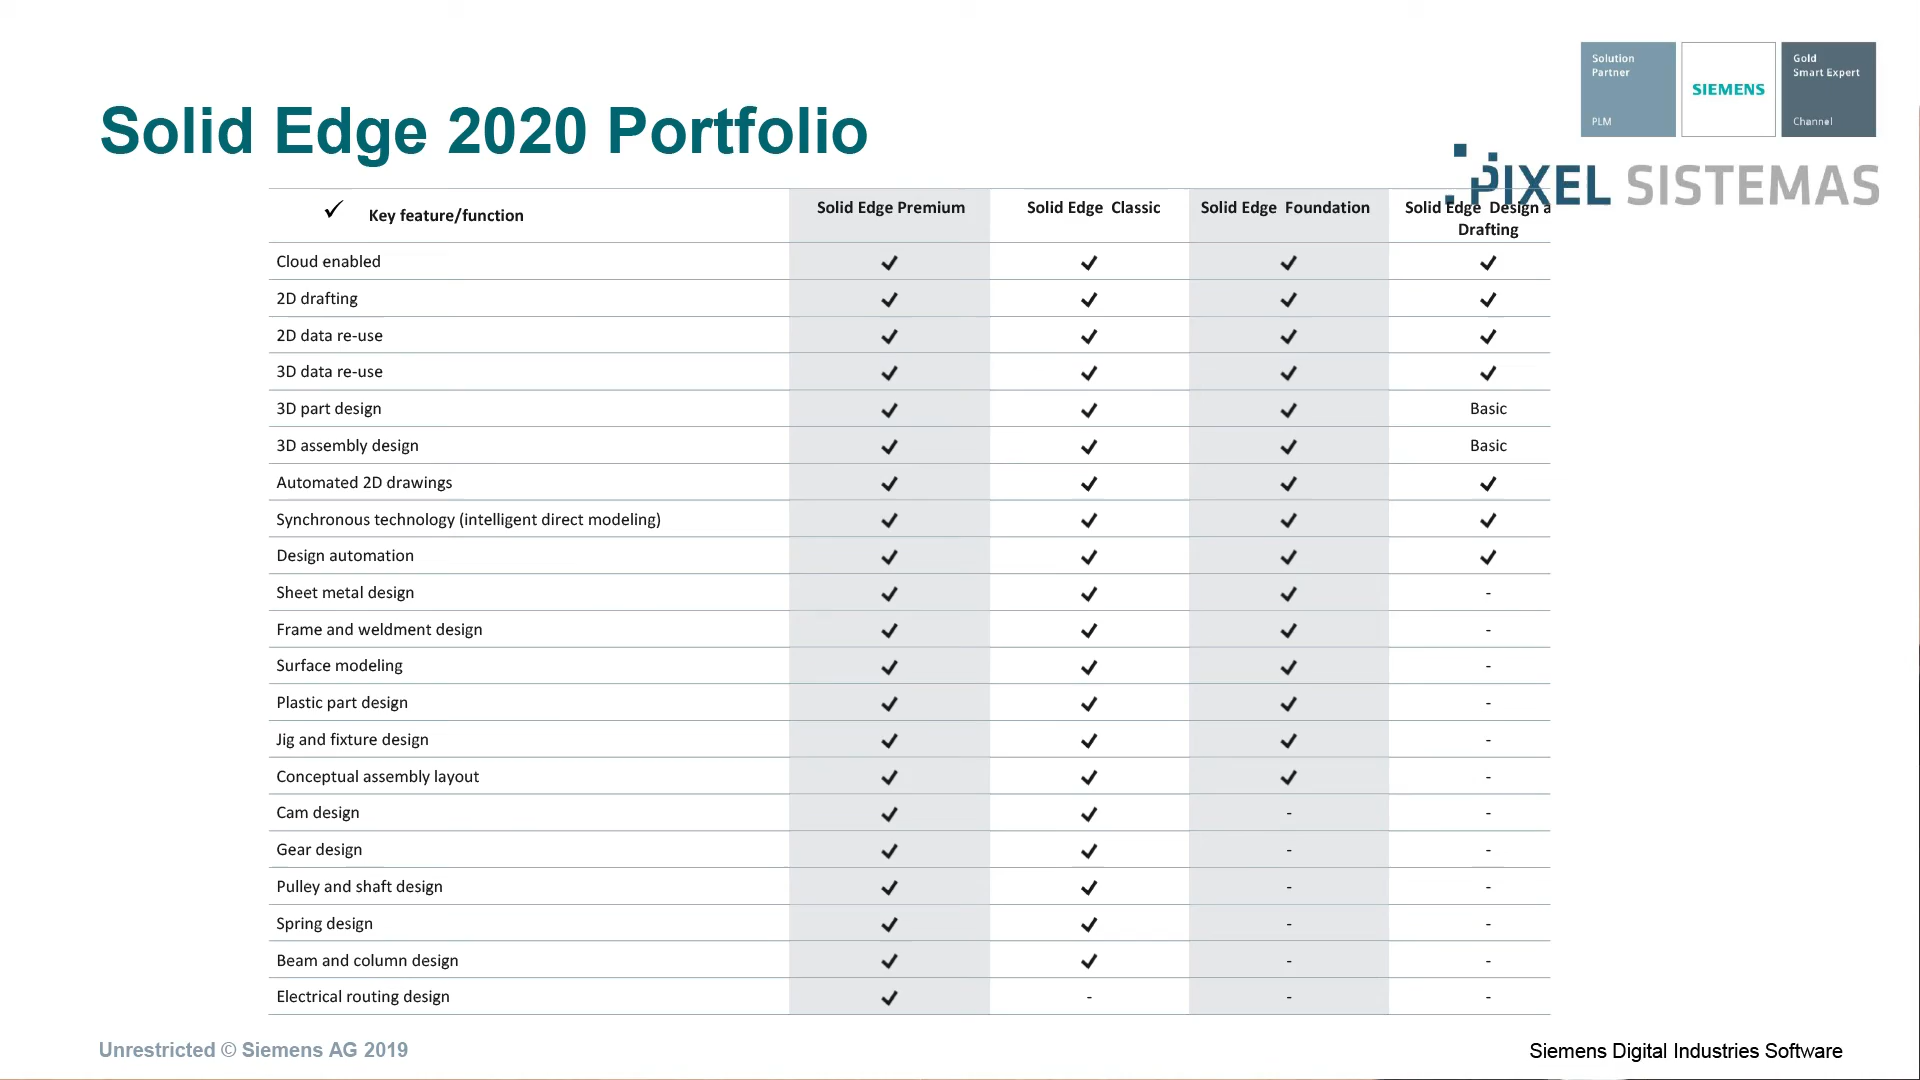 Solution
Partner
PLM
SIEMENS
Gold
Smart Expert
Channel
Solid Edge 2020 Portfolio
PIXEL SISTEMAS
✓ Key feature/function Solid Edge Premium Solid Edge Classic Solid Edge Foundation Solid Edge Design a
Drafting
Cloud enabled ✓ ✓ ✓ ✓
2D drafting ✓ ✓ ✓ ✓
2D data re-use ✓ ✓ ✓ ✓
3D data re-use ✓ ✓ ✓ ✓
3D part design ✓ ✓ ✓ Basic
3D assembly design ✓ ✓ ✓ Basic
Automated 2D drawings ✓ ✓ ✓ ✓
Synchronous technology (intelligent direct modeling) ✓ ✓ ✓ ✓
Design automation ✓ ✓ ✓ ✓
Sheet metal design ✓ ✓ ✓ -
Frame and weldment design ✓ ✓ ✓ -
Surface modeling ✓ ✓ ✓ -
Plastic part design ✓ ✓ ✓ -
Jig and fixture design ✓ ✓ ✓ -
Conceptual assembly layout ✓ ✓ ✓ -
Cam design ✓ ✓ - -
Gear design ✓ ✓ - -
Pulley and shaft design ✓ ✓ - -
Spring design ✓ ✓ - -
Beam and column design ✓ ✓ - -
Electrical routing design ✓ - - -
Unrestricted © Siemens AG 2019
Siemens Digital Industries Software